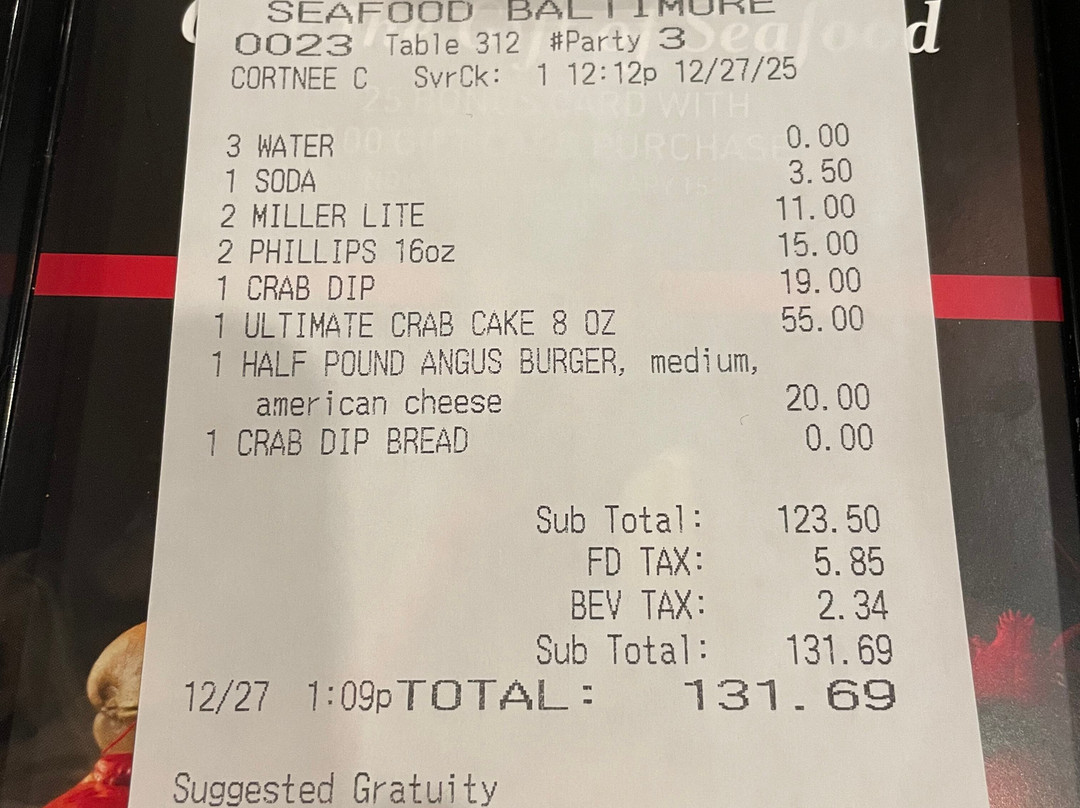 SEAFOOD BALTIMORE
0023 Table 312 #Party 3
CORTNEE C SvrCk: 1 12:12p 12/27/25
3 WATER 0.00
1 SODA 3.50
2 MILLER LITE 11.00
2 PHILLIPS 16oz 15.00
1 CRAB DIP 19.00
1 ULTIMATE CRAB CAKE 8 OZ 55.00
1 HALF POUND ANGUS BURGER, medium,
american cheese 20.00
1 CRAB DIP BREAD 0.00
Sub Total: 123.50
FD TAX: 5.85
BEV TAX: 2.34
Sub Total: 131.69
12/27 1:09pTOTAL: 131.69
Suggested Gratuity